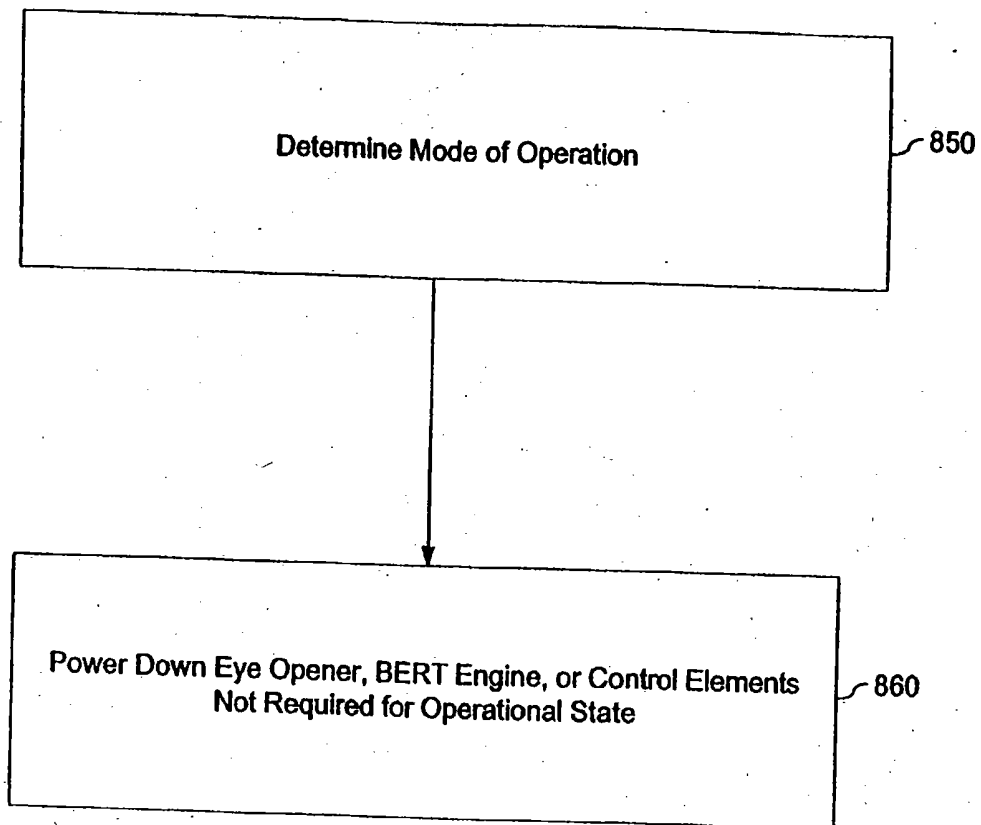 Determine Mode of Operation
850
Power Down Eye Opener, BERT Engine, or Control Elements
Not Required for Operational State
860